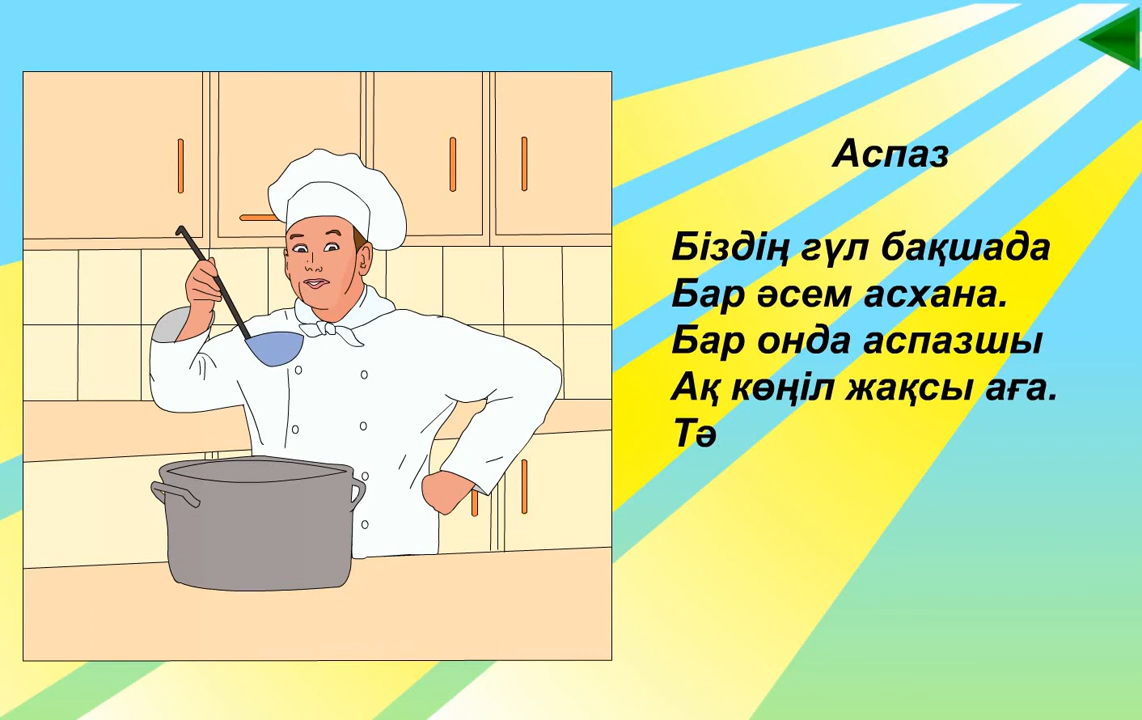 Аспаз
Біздің гүл бақшада
Бар әсем асхана.
Бар онда аспазшы
Ақ көңіл жақсы аға.
Тә